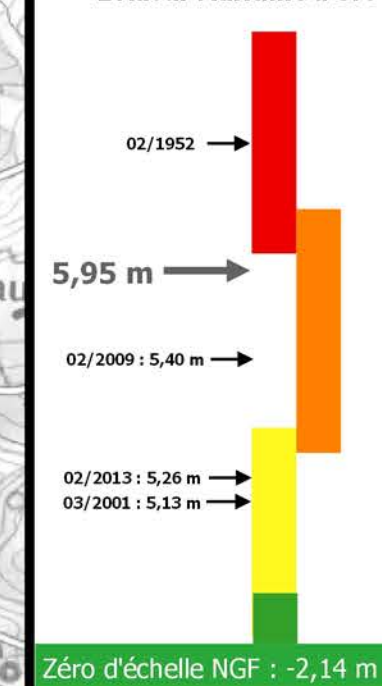 02/1952
5,95 m
02/2009 : 5,40 m
02/2013 : 5,26 m
03/2001 : 5,13 m
Zéro d'échelle NGF : -2,14 m